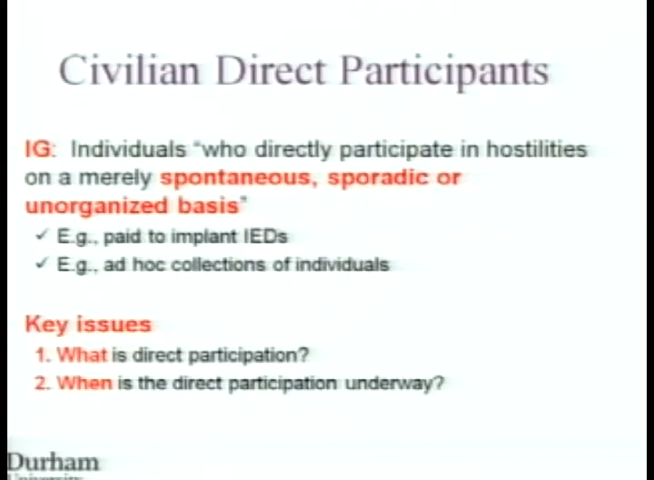 Civilian Direct Participants
IG: Individuals “who directly participate in hostilities
on a merely spontaneous, sporadic or
unorganized basis”
✓ E.g., paid to implant IEDs
✓ E.g., ad hoc collections of individuals
Key issues
1. What is direct participation?
2. When is the direct participation underway?
Durham
University